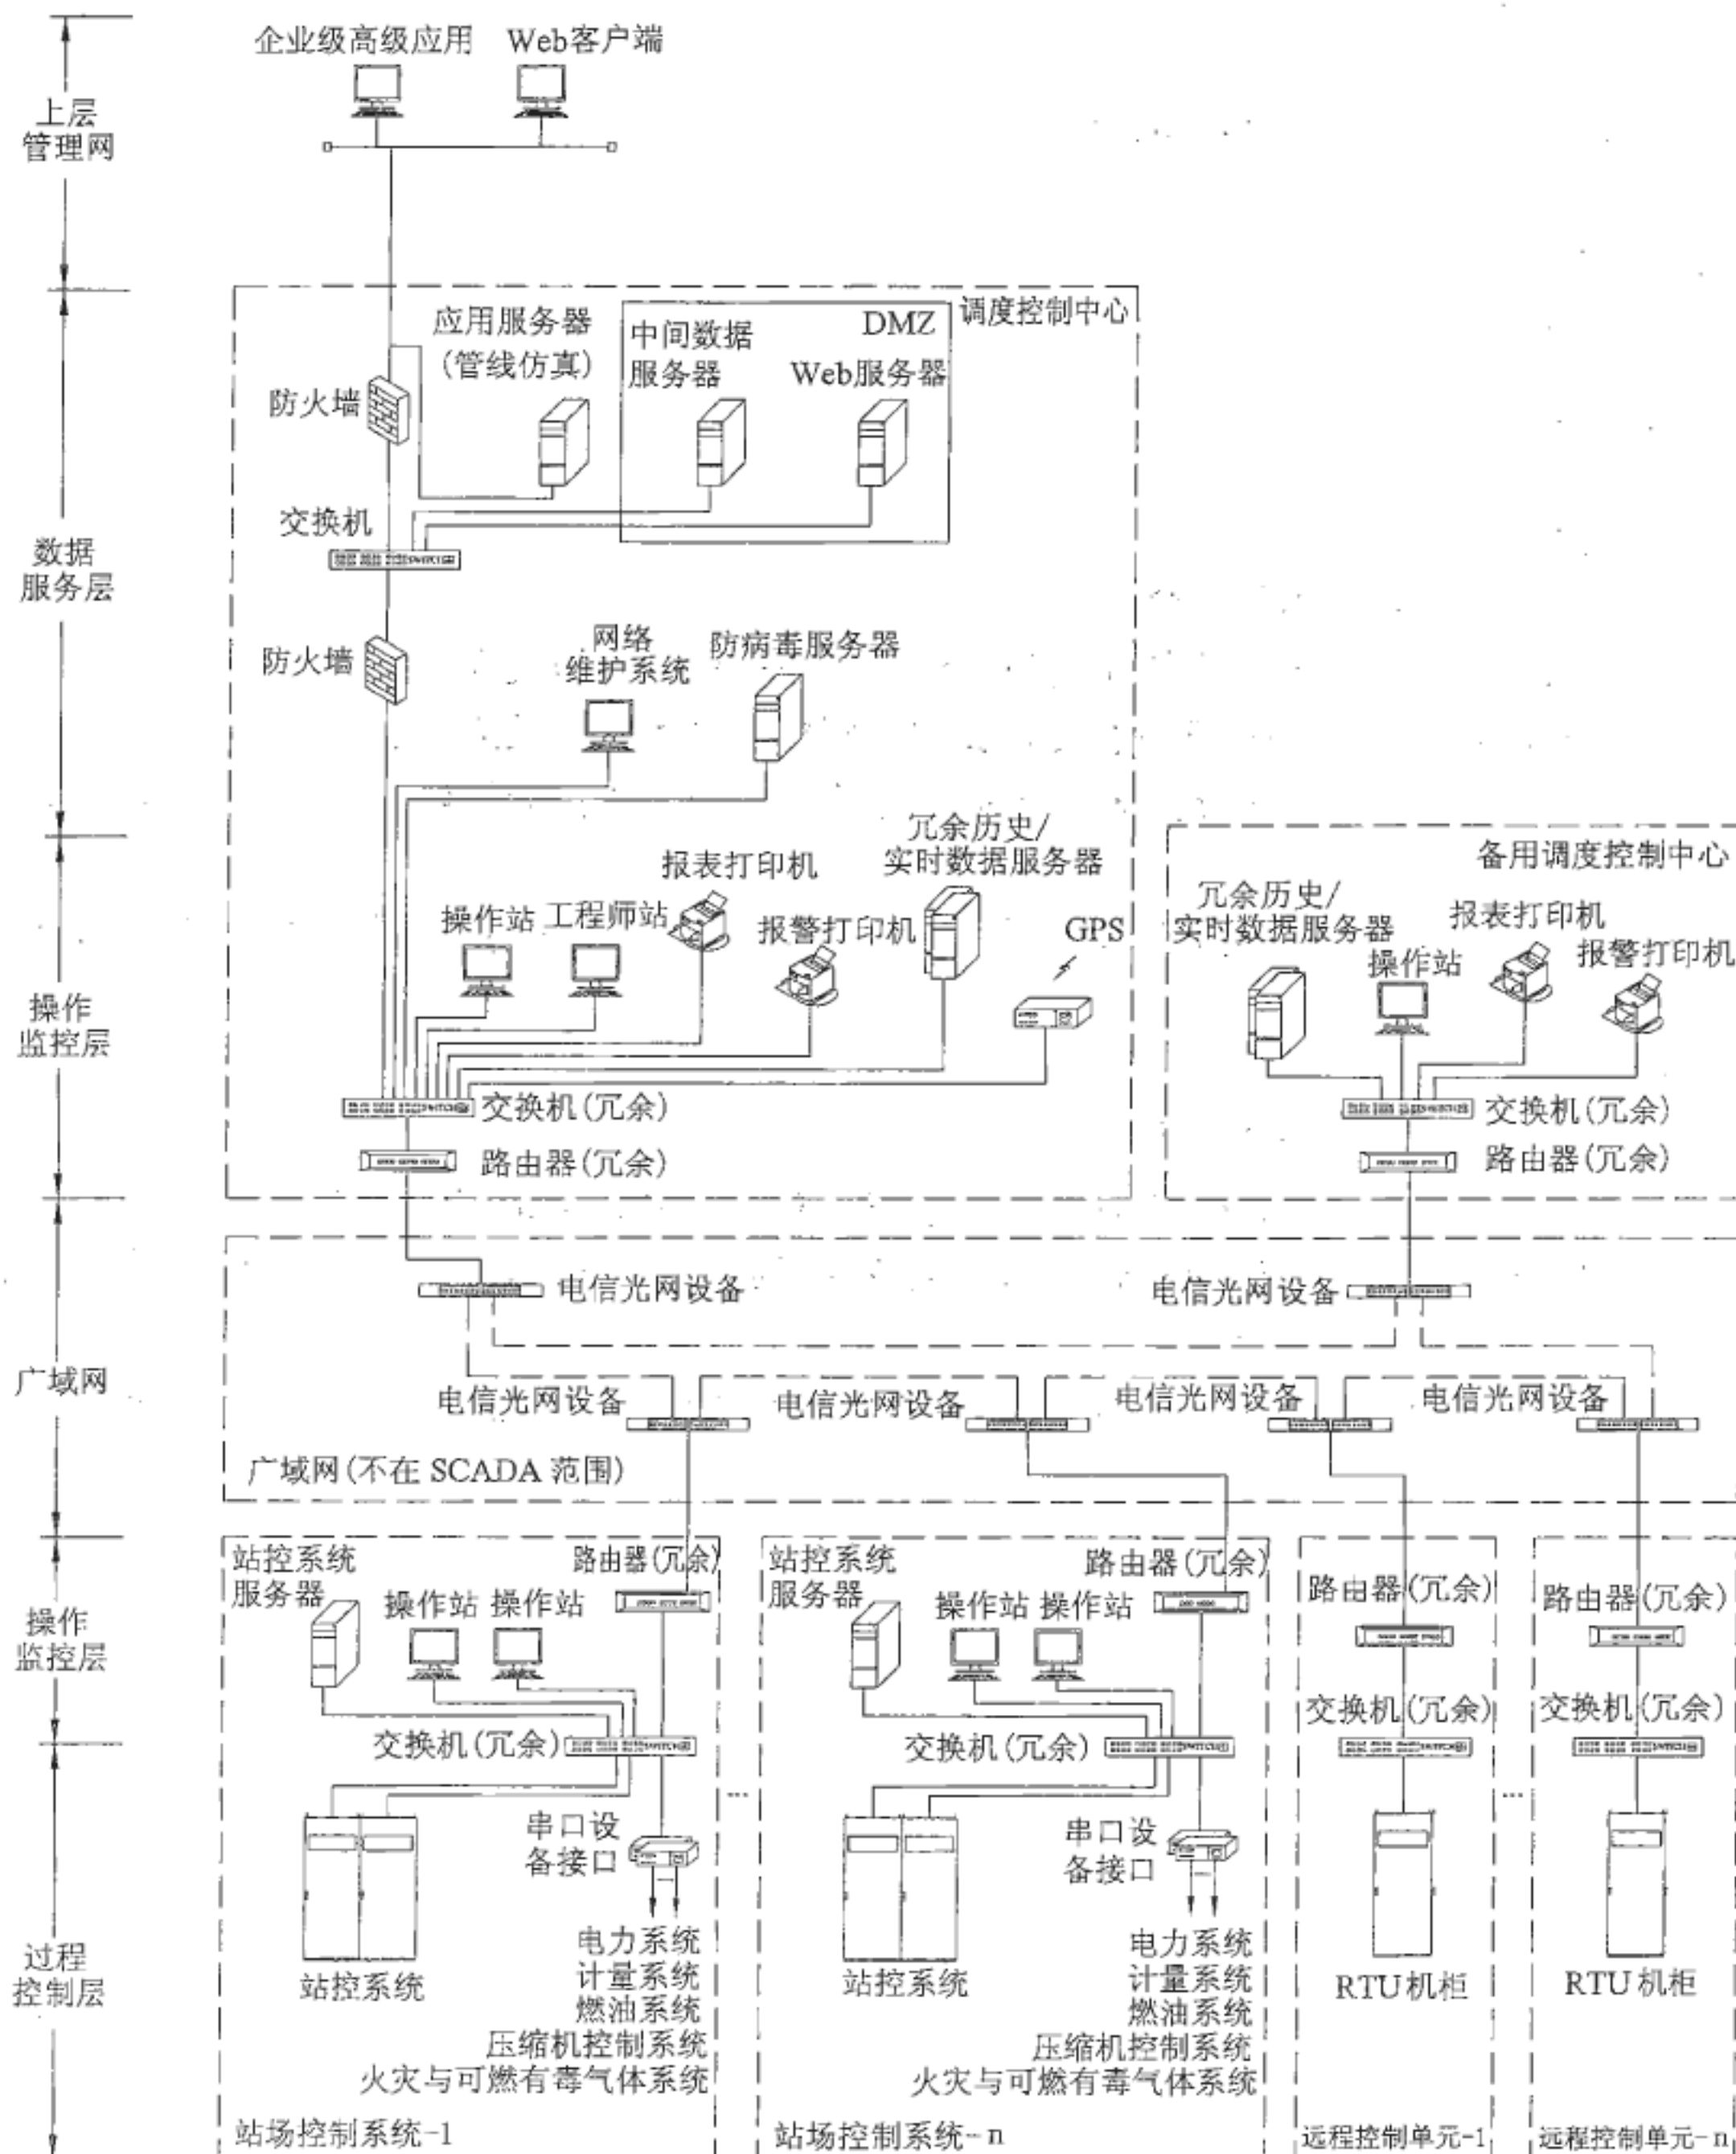 企业级高级应用
Web客户端
上层
管理网
调度控制中心
应用服务器
(管线仿真)
中间数据
服务器
DMZ
Web服务器
防火墙
交换机
数据
服务层
防火墙
网络
维护系统
防病毒服务器
操作
监控层
操作站
工程师站
报表打印机
报警打印机
冗余历史/
实时数据服务器
GPS
交换机(冗余)
路由器(冗余)
备用调度控制中心
冗余历史/
实时数据服务器
操作站
报表打印机
报警打印机
交换机(冗余)
路由器(冗余)
广域网
电信光网设备
电信光网设备
电信光网设备
电信光网设备
电信光网设备
电信光网设备
广域网(不在 SCADA 范围)
操作
监控层
过程
控制层
站控系统
服务器
操作站
操作站
路由器(冗余)
交换机(冗余)
串口设
备接口
站控系统
电力系统
计量系统
燃油系统
压缩机控制系统
火灾与可燃有毒气体系统
站场控制系统-1
...
站控系统
服务器
操作站
操作站
路由器(冗余)
交换机(冗余)
串口设
备接口
站控系统
电力系统
计量系统
燃油系统
压缩机控制系统
火灾与可燃有毒气体系统
站场控制系统-n
路由器(冗余)
交换机(冗余)
RTU机柜
远程控制单元-1
...
路由器(冗余)
交换机(冗余)
RTU机柜
远程控制单元-n